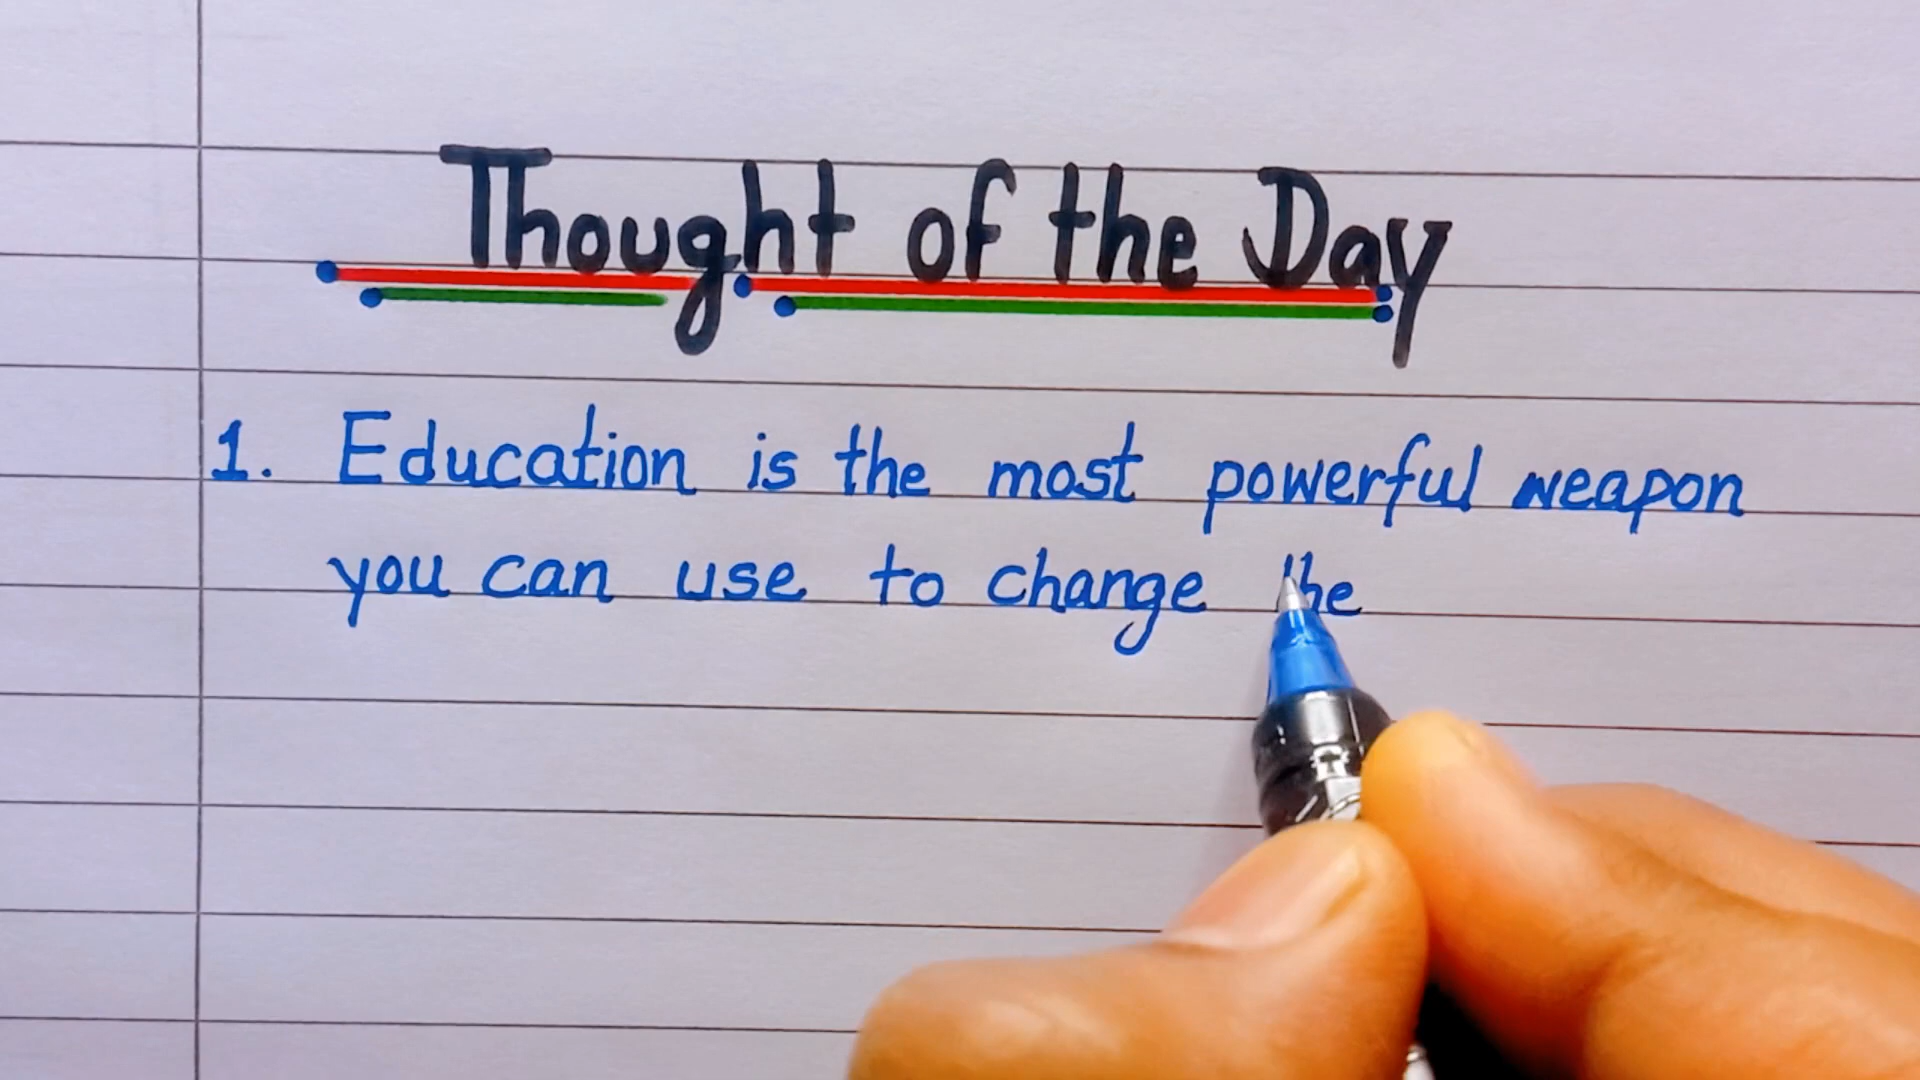 Thought of the Day
1. Education is the most powerful weapon
you can use to change the